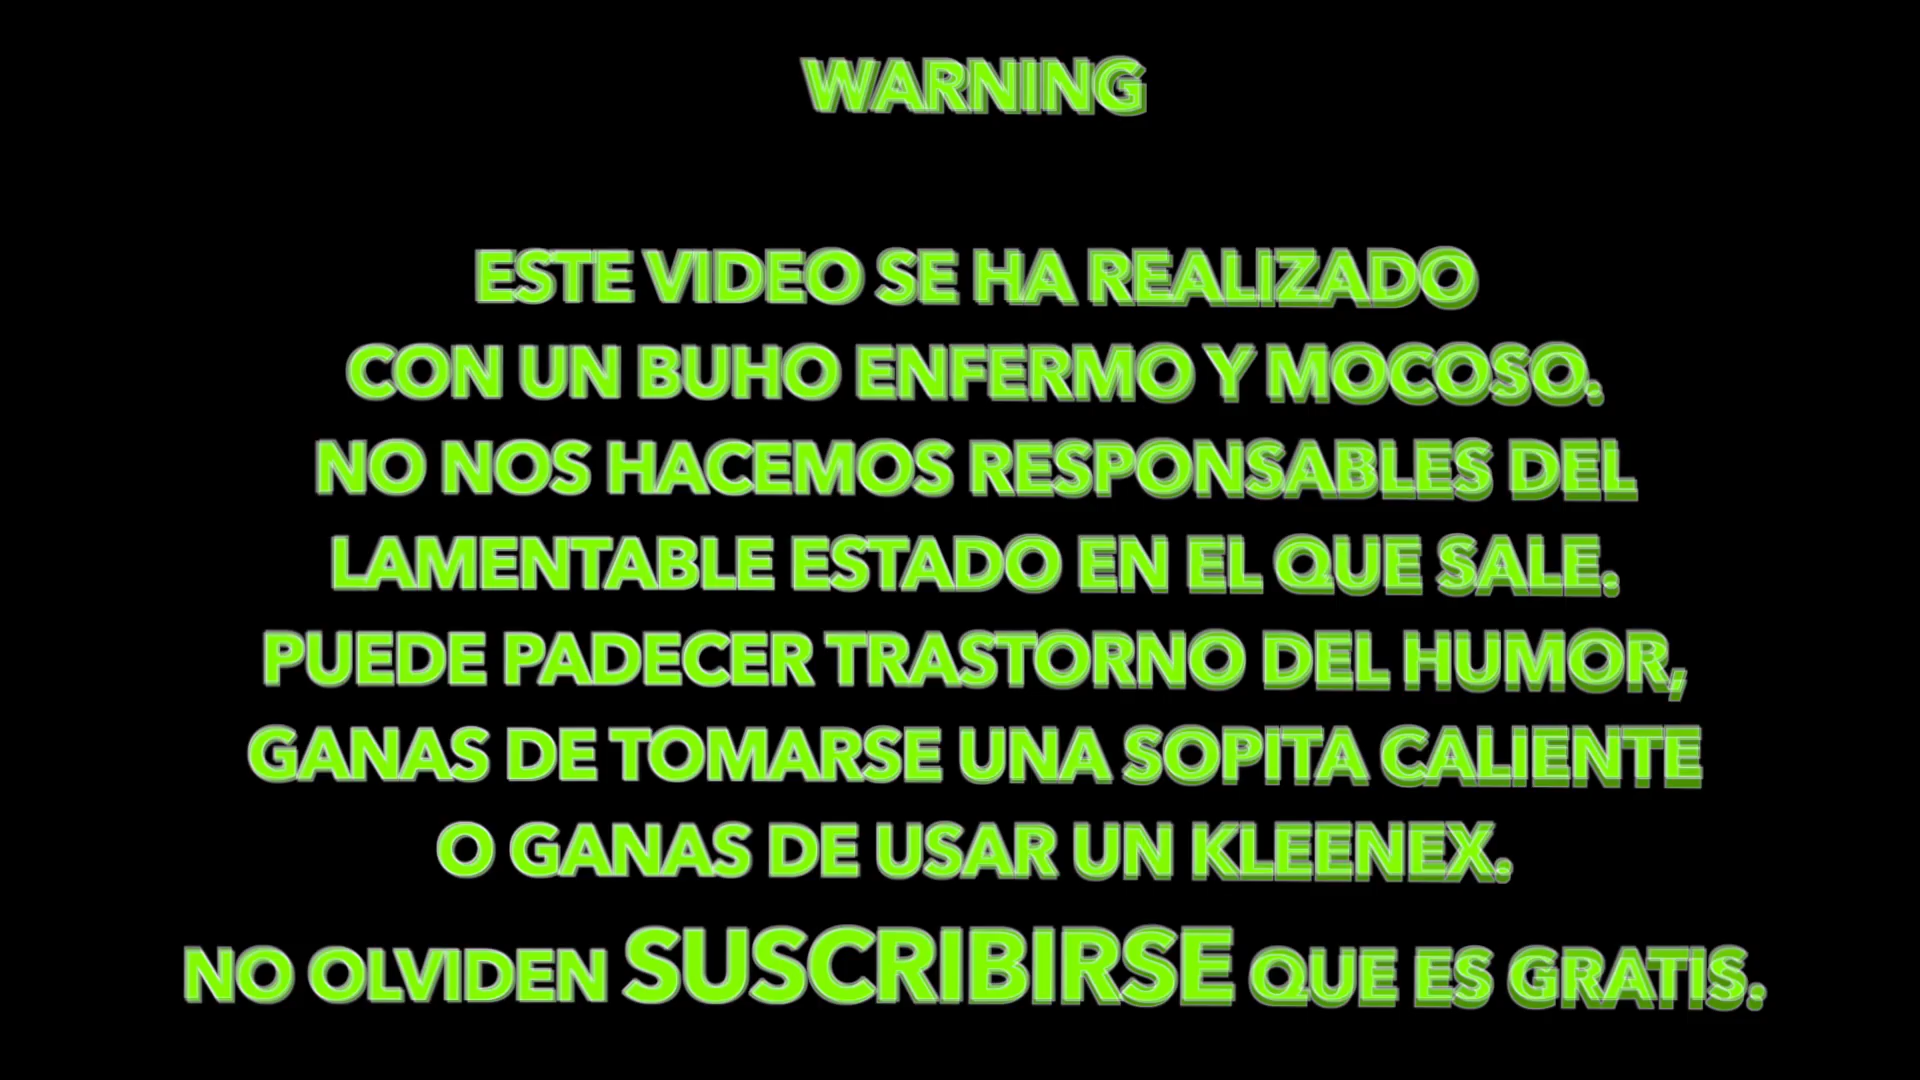 WARNING
ESTE VIDEO SE HA REALIZADO
CON UN BUHO ENFERMO Y MOCOSO.
NO NOS HACEMOS RESPONSABLES DEL
LAMENTABLE ESTADO EN EL QUE SALE.
PUEDE PADECER TRASTORNO DEL HUMOR,
GANAS DE TOMARSE UNA SOPITA CALIENTE
O GANAS DE USAR UN KLEENEX.
NO OLVIDEN SUSCRIBIRSE QUE ES GRATIS.